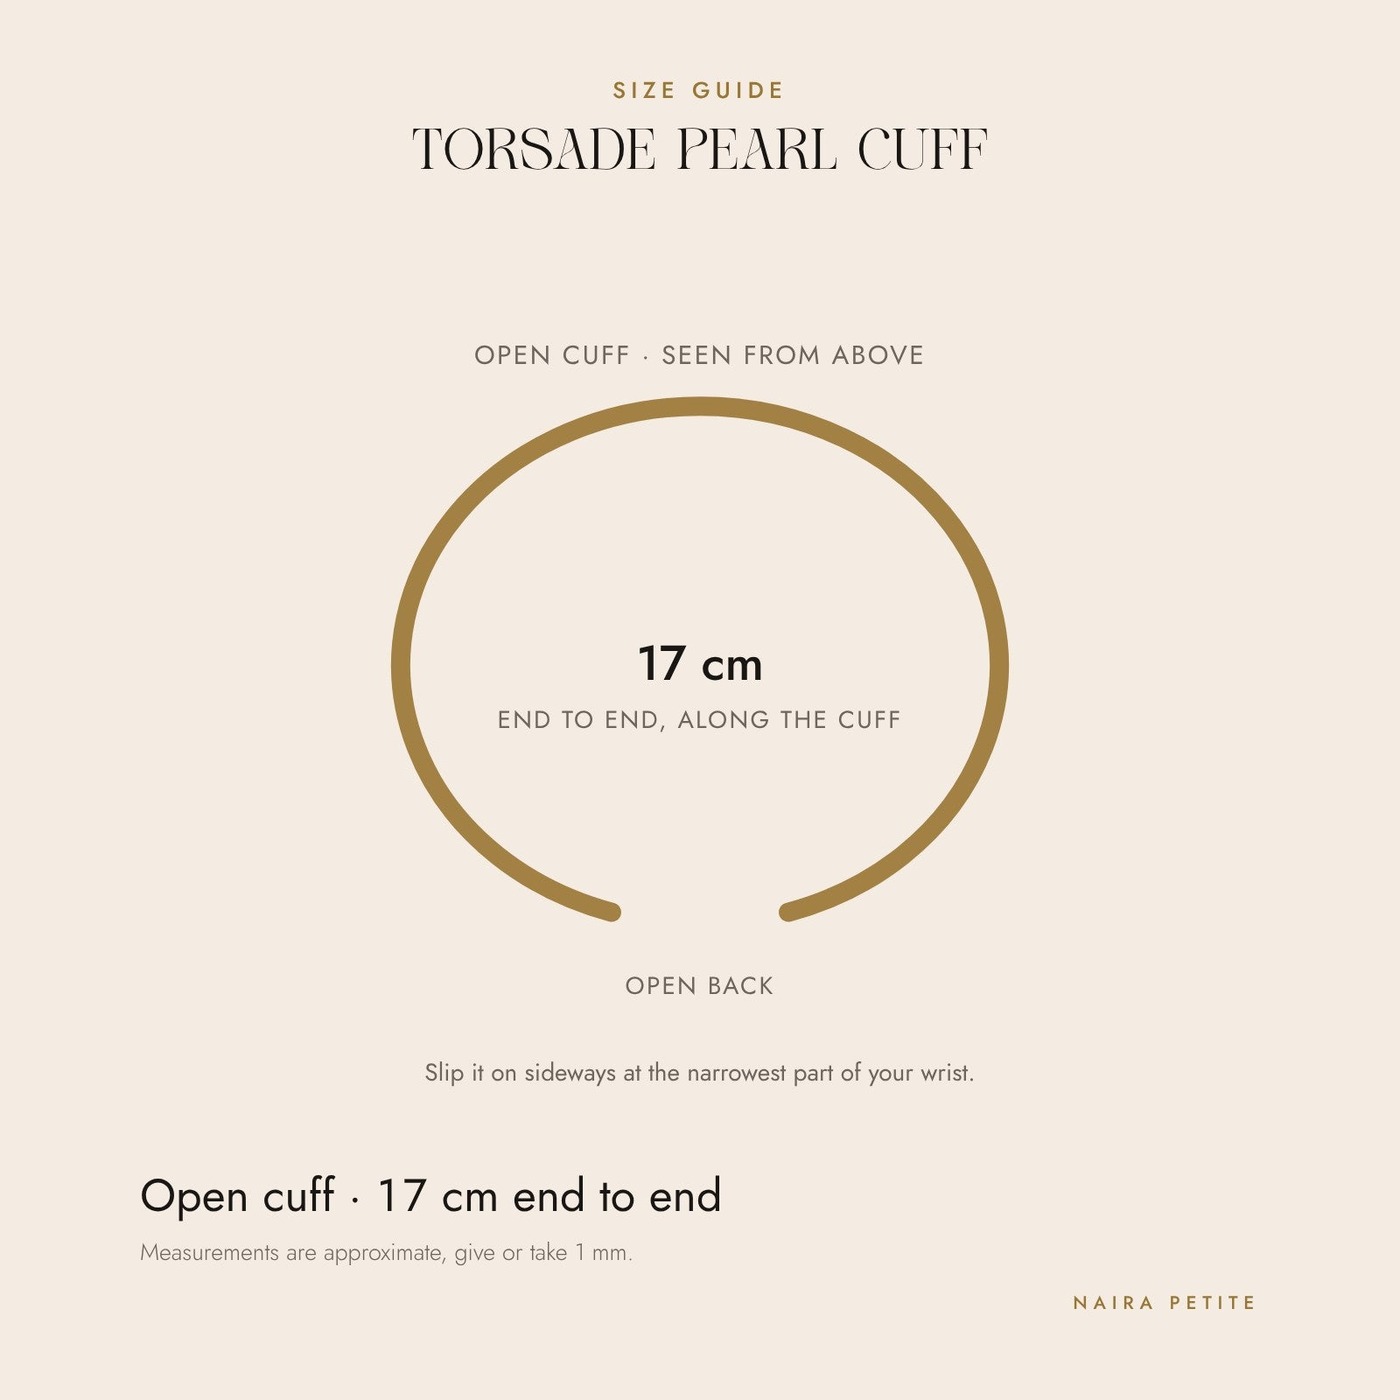 SIZE GUIDE
TORSADE PEARL CUFF
OPEN CUFF · SEEN FROM ABOVE
17 cm
END TO END, ALONG THE CUFF
OPEN BACK
Slip it on sideways at the narrowest part of your wrist.
Open cuff · 17 cm end to end
Measurements are approximate, give or take 1 mm.
NAIRA PETITE